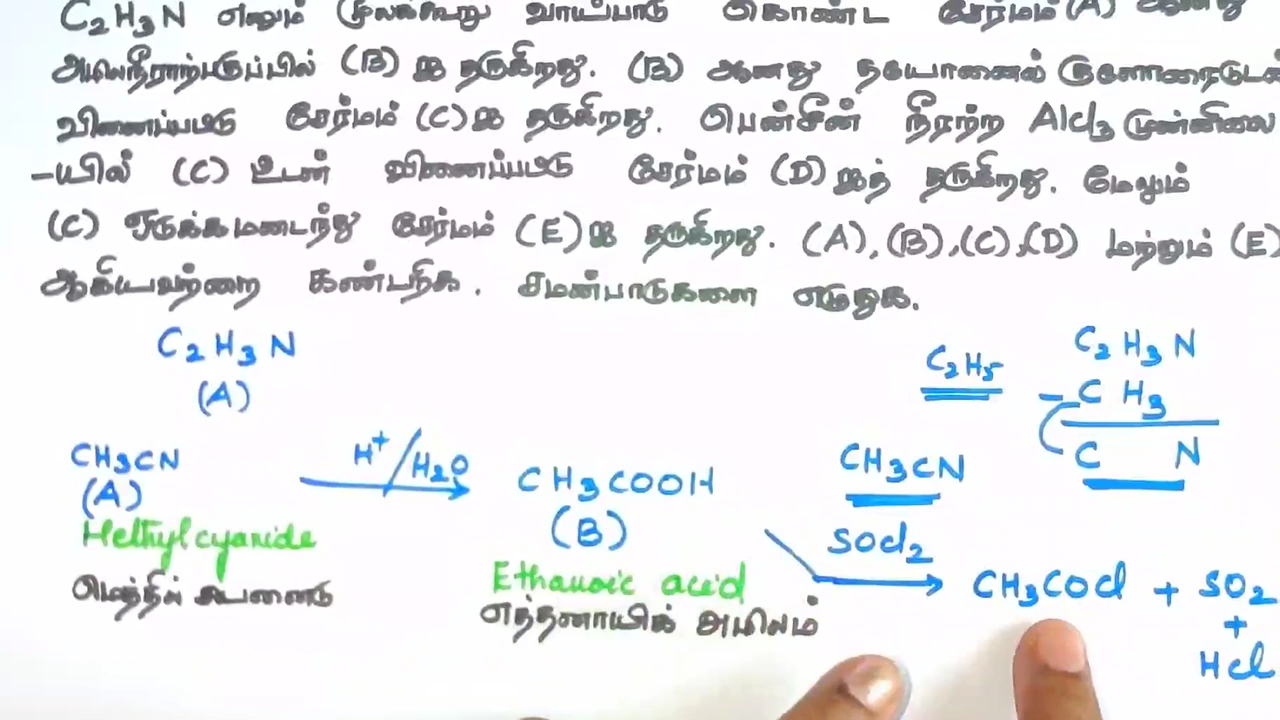 C₂H₃N எனும் மூலக்கூறு வாய்ப்பாடு கொண்ட சேர்மம் (A) ஆனது
அமிலநீராற்பகுப்பில் (B) ஐ தருகிறது. (B) ஆனது தயோனைல் குளோரைடுடன்
வினைப்பட்டு சேர்மம் (C) ஐ தருகிறது. பென்சீன் நீரற்ற AlCl₃ முன்னிலை
-யில் (C) உடன் வினைப்பட்டு சேர்மம் (D) ஐத் தருகிறது. மேலும்
(C) ஒடுக்கமடைந்து சேர்மம் (E) ஐ தருகிறது. (A), (B), (C), (D) மற்றும் (E)
ஆகியவற்றை கண்டறிக. சமன்பாடுகளை எழுதுக.
C₂H₃N
(A)
C₂H₅
C₂H₃N
- C H₃
C N
CH₃CN
CH₃CN
(A)
Methyl cyanide
மெத்தில் சயனைடு
H⁺/H₂O
CH₃COOH
(B)
Ethanoic acid
எத்தனாயிக் அமிலம்
SOCl₂
CH₃COCl + SO₂
+
HCl